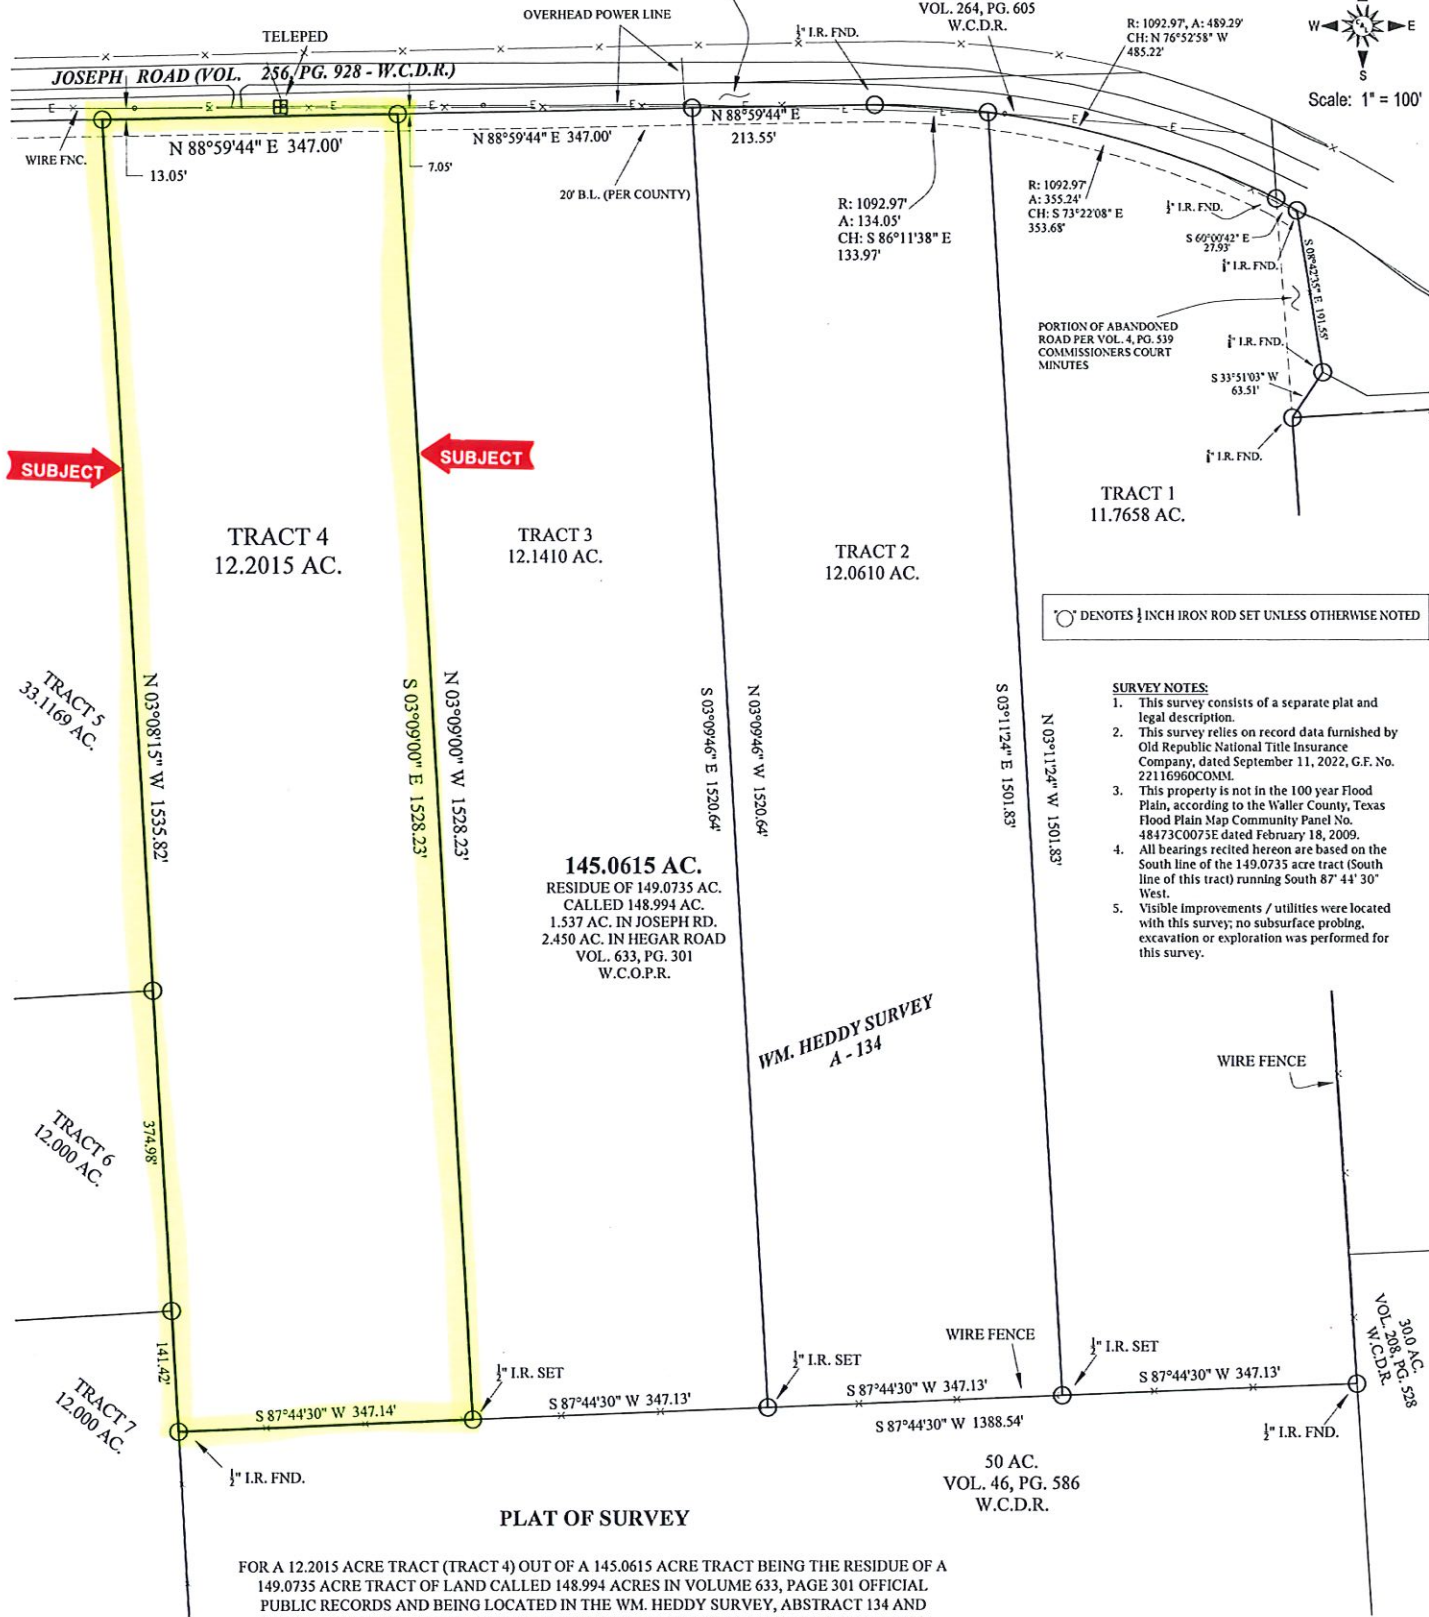 OVERHEAD POWER LINE
VOL. 264, PG. 605
W.C.D.R.
R: 1092.97', A: 489.29'
CH: N 76°52'58" W
485.22'
W
E
S
Scale: 1" = 100'
TELEPED
½" I.R. FND.
JOSEPH ROAD (VOL. 256, PG. 928 - W.C.D.R.)
WIRE FNC.
13.05'
N 88°59'44" E 347.00'
7.05'
N 88°59'44" E 347.00'
N 88°59'44" E
213.55'
20' B.L. (PER COUNTY)
R: 1092.97'
A: 134.05'
CH: S 86°11'38" E
133.97'
R: 1092.97'
A: 355.24'
CH: S 73°22'08" E
353.68'
½" I.R. FND.
S 60°00'42" E
27.93'
I.R. FND.
S 08°42'35" E 191.55'
PORTION OF ABANDONED
ROAD PER VOL. 4, PG. 539
COMMISSIONERS COURT
MINUTES
I.R. FND.
S 33°51'03" W
63.51'
I.R. FND.
SUBJECT
SUBJECT
TRACT 4
12.2015 AC.
TRACT 3
12.1410 AC.
TRACT 2
12.0610 AC.
TRACT 1
11.7658 AC.
"O" DENOTES ½ INCH IRON ROD SET UNLESS OTHERWISE NOTED
TRACT 5
33.1169 AC.
N 03°08'15" W 1535.82'
S 03°09'00" E 1528.23'
N 03°09'00" W 1528.23'
S 03°09'46" E 1520.64'
N 03°09'46" W 1520.64'
S 03°11'24" E 1501.83'
N 03°11'24" W 1501.83'
SURVEY NOTES:
1. This survey consists of a separate plat and
legal description.
2. This survey relies on record data furnished by
Old Republic National Title Insurance
Company, dated September 11, 2022, G.F. No.
22116960COMM.
3. This property is not in the 100 year Flood
Plain, according to the Waller County, Texas
Flood Plain Map Community Panel No.
48473C0075E dated February 18, 2009.
4. All bearings recited hereon are based on the
South line of the 149.0735 acre tract (South
line of this tract) running South 87° 44' 30"
West.
5. Visible improvements / utilities were located
with this survey; no subsurface probing,
excavation or exploration was performed for
this survey.
145.0615 AC.
RESIDUE OF 149.0735 AC.
CALLED 148.994 AC.
1.537 AC. IN JOSEPH RD.
2.450 AC. IN HEGAR ROAD
VOL. 633, PG. 301
W.C.O.P.R.
WM. HEDDY SURVEY
A - 134
WIRE FENCE
TRACT 6
12.000 AC.
374.98'
141.42'
TRACT 7
12.000 AC.
½" I.R. SET
½" I.R. SET
WIRE FENCE
½" I.R. SET
30.0 AC.
VOL. 208, PG. 528
W.C.D.R.
S 87°44'30" W 347.14'
S 87°44'30" W 347.13'
S 87°44'30" W 347.13'
S 87°44'30" W 347.13'
S 87°44'30" W 1388.54'
½" I.R. FND.
½" I.R. FND.
50 AC.
VOL. 46, PG. 586
W.C.D.R.
PLAT OF SURVEY
FOR A 12.2015 ACRE TRACT (TRACT 4) OUT OF A 145.0615 ACRE TRACT BEING THE RESIDUE OF A
149.0735 ACRE TRACT OF LAND CALLED 148.994 ACRES IN VOLUME 633, PAGE 301 OFFICIAL
PUBLIC RECORDS AND BEING LOCATED IN THE WM. HEDDY SURVEY, ABSTRACT 134 AND